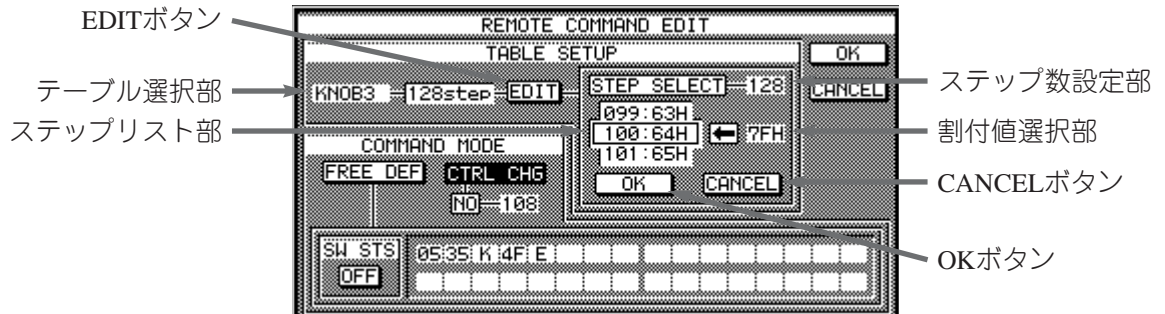 EDITボタン
テーブル選択部
ステップリスト部
REMOTE COMMAND EDIT
TABLE SETUP
OK
CANCEL
KNOB3 128step EDIT
STEP SELECT 128
099:63H
100:64H 7FH
101:65H
OK CANCEL
COMMAND MODE
FREE DEF CTRL CHG
NO 108
SW STS
OFF
05 35 K 4F E
ステップ数設定部
割付値選択部
CANCELボタン
OKボタン